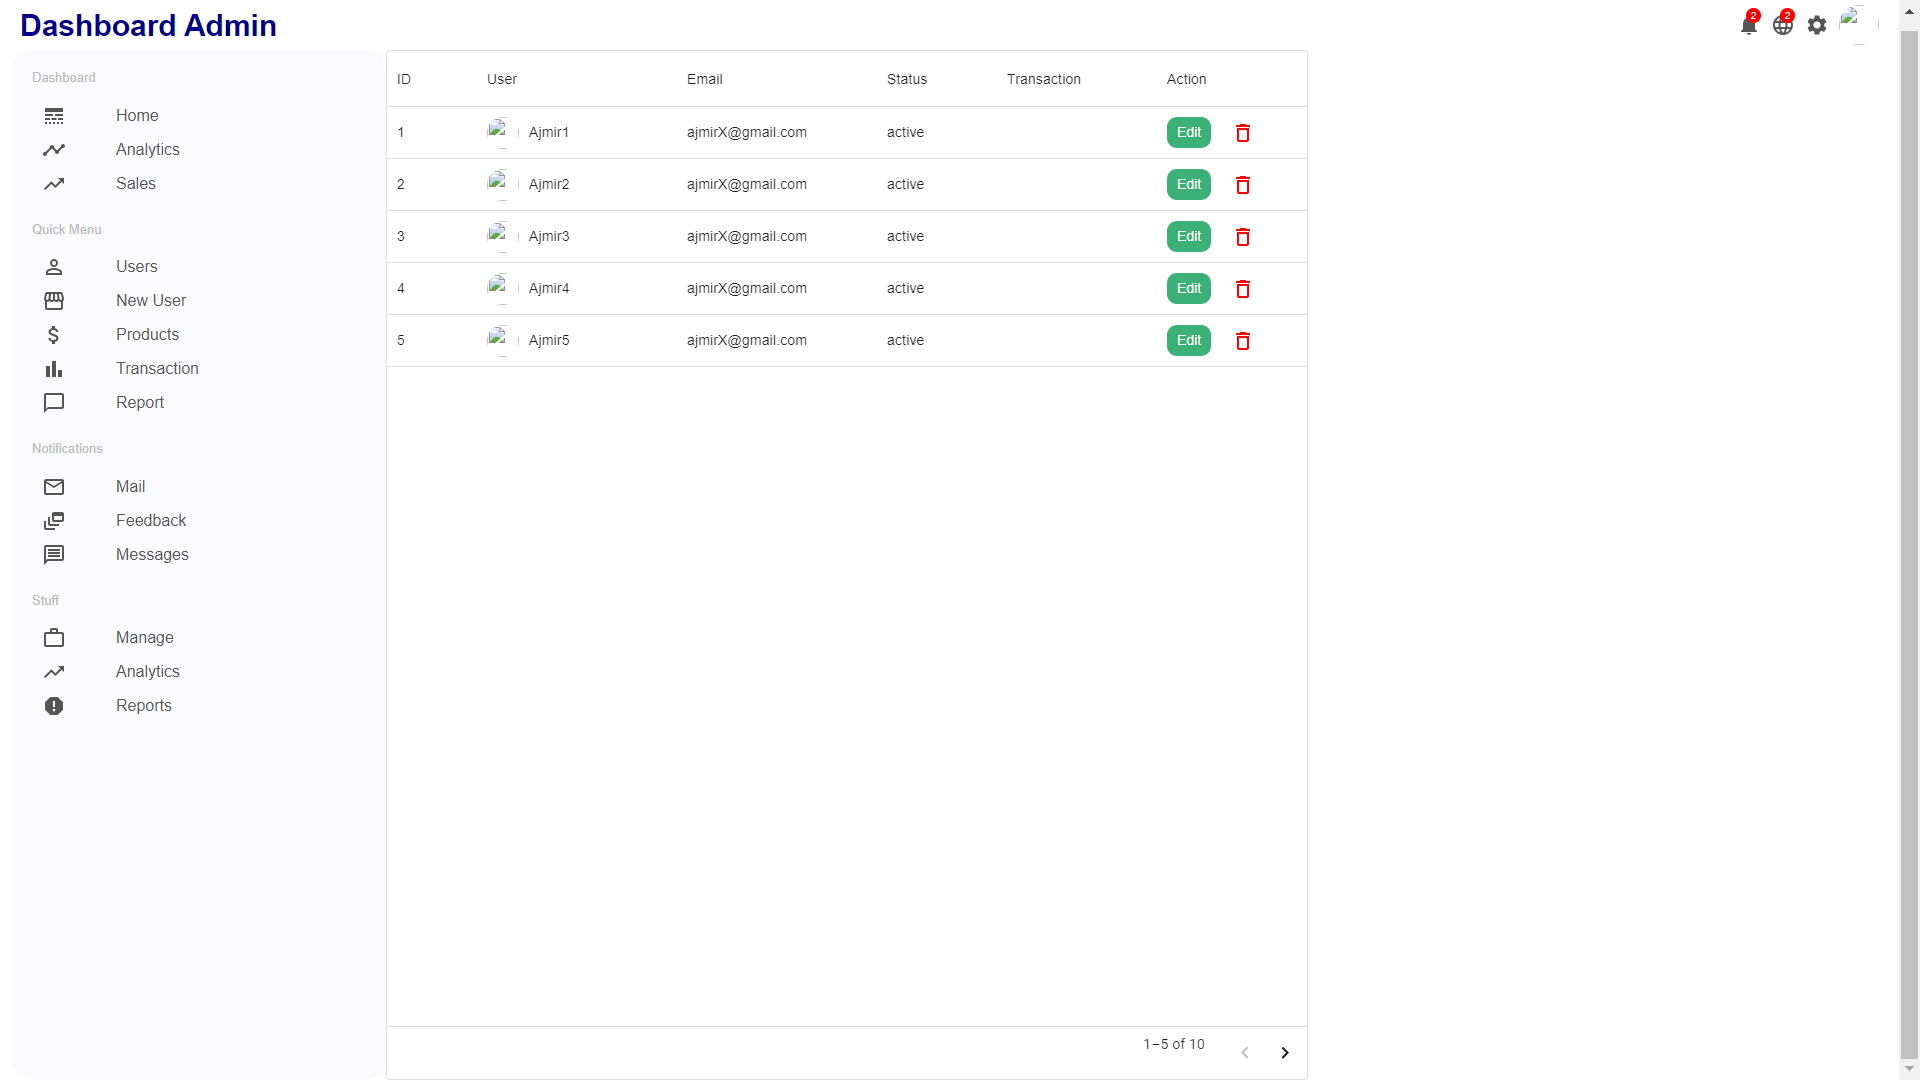 Dashboard Admin
2
2
Dashboard
Home
Analytics
Sales
Quick Menu
Users
New User
Products
Transaction
Report
Notifications
Mail
Feedback
Messages
Stuff
Manage
Analytics
Reports
ID User Email Status Transaction Action
1 Ajmir1 ajmirX@gmail.com active Edit
2 Ajmir2 ajmirX@gmail.com active Edit
3 Ajmir3 ajmirX@gmail.com active Edit
4 Ajmir4 ajmirX@gmail.com active Edit
5 Ajmir5 ajmirX@gmail.com active Edit
1–5 of 10